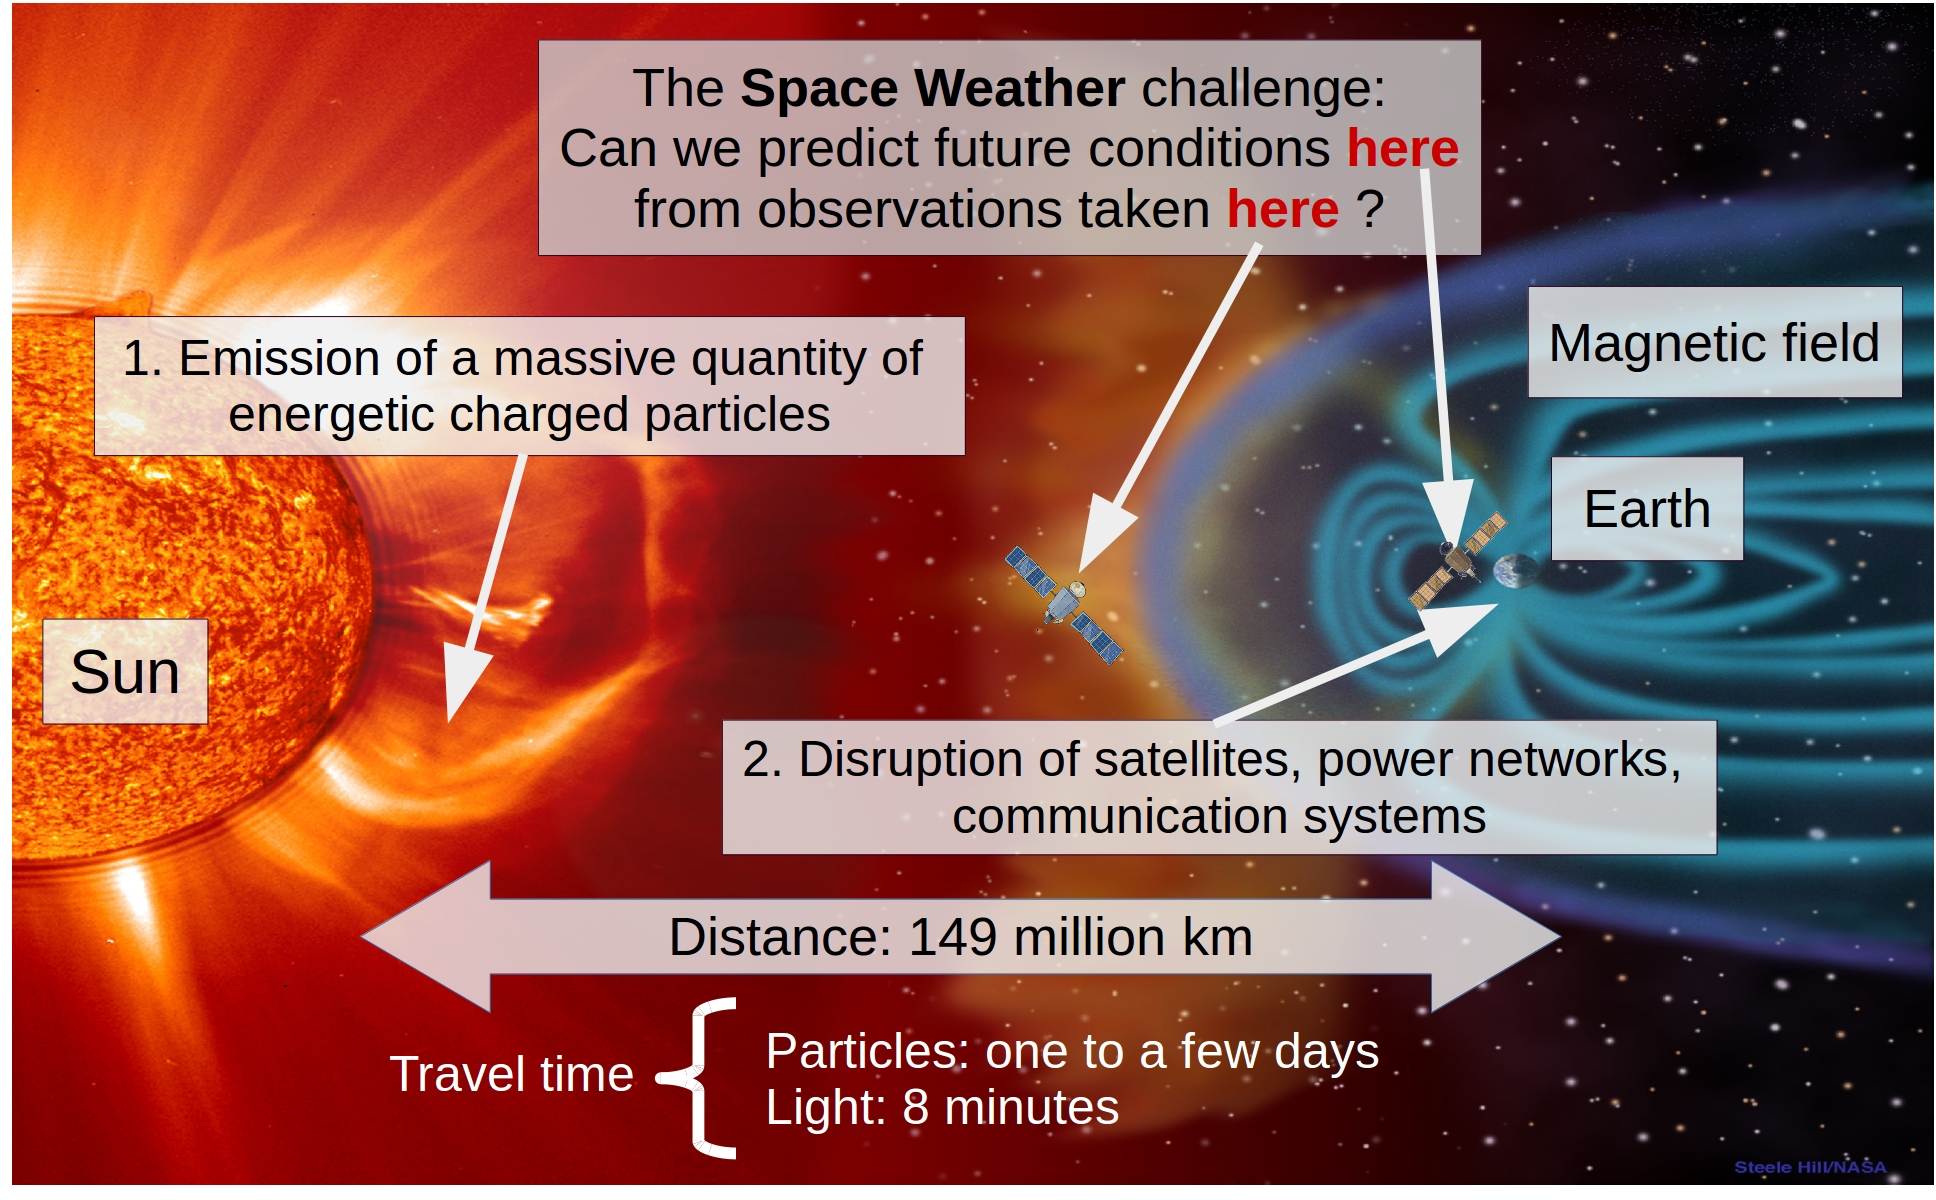 The Space Weather challenge:
Can we predict future conditions here
from observations taken here ?
Magnetic field
1. Emission of a massive quantity of
energetic charged particles
Earth
Sun
2. Disruption of satellites, power networks,
communication systems
Distance: 149 million km
Travel time
Particles: one to a few days
Light: 8 minutes
Steele Hill/NASA